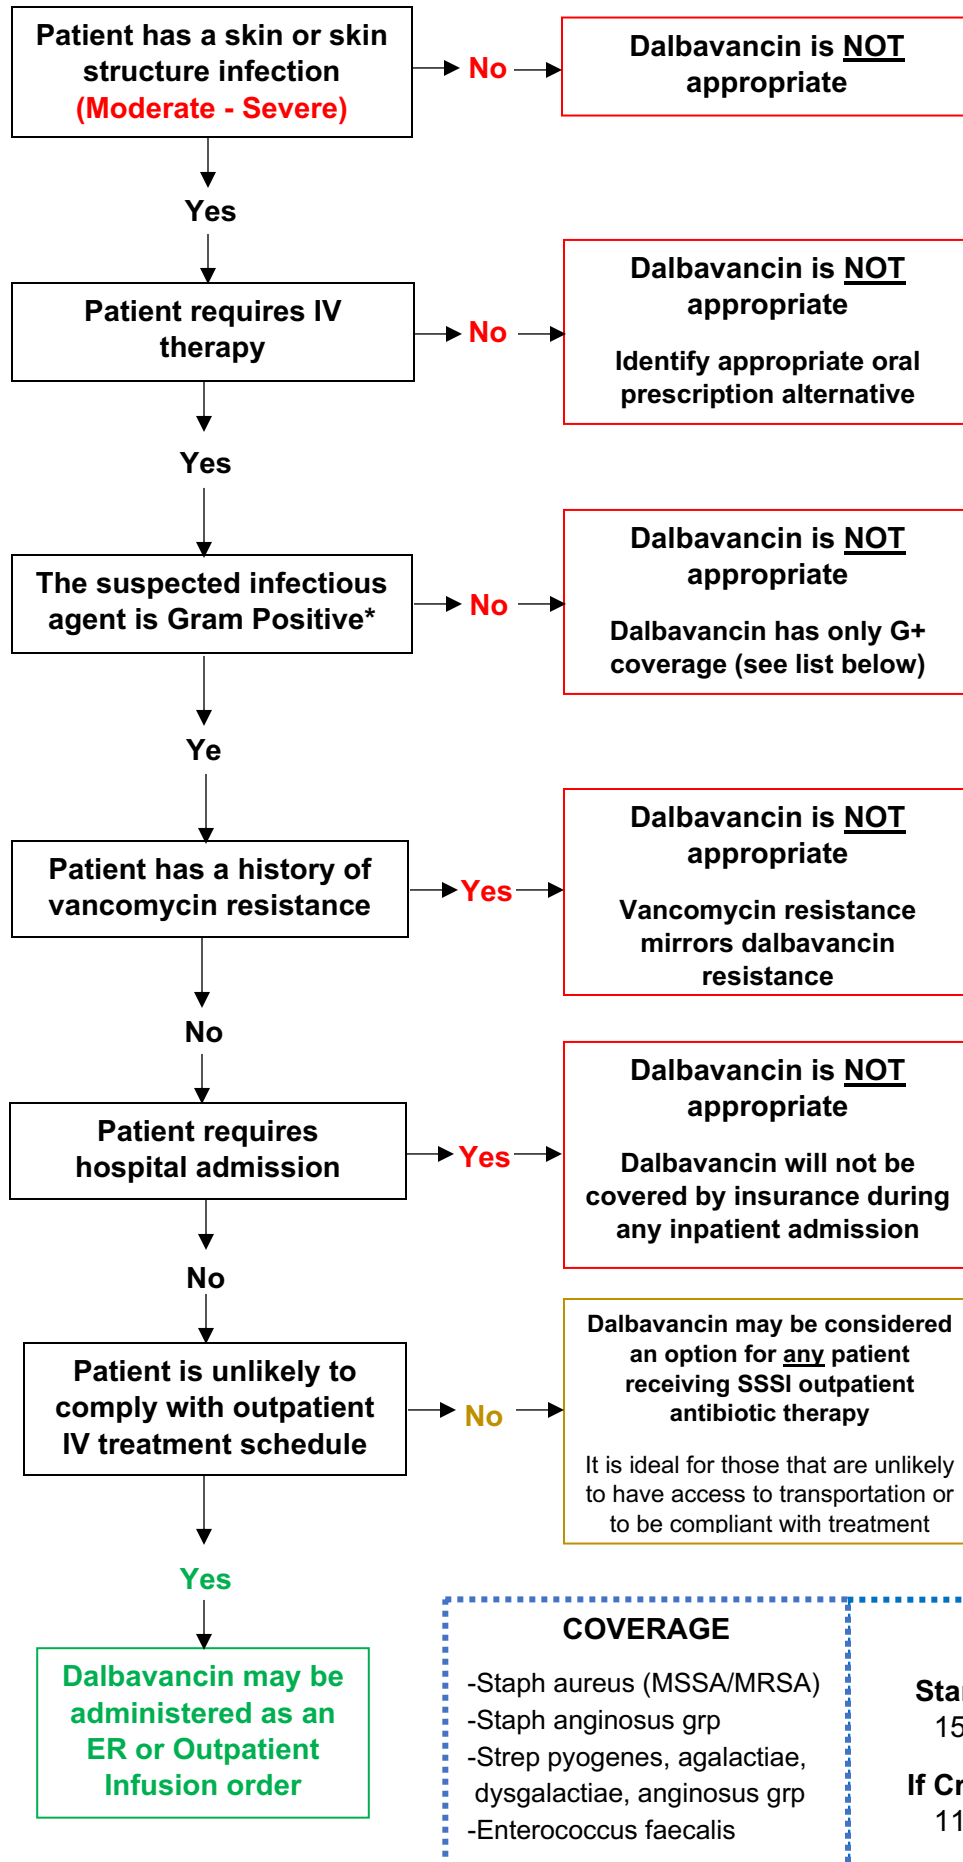 Patient has a skin or skin
structure infection
(Moderate - Severe)
No
Dalbavancin is NOT
appropriate
Yes
Patient requires IV
therapy
No
Dalbavancin is NOT
appropriate
Identify appropriate oral
prescription alternative
Yes
The suspected infectious
agent is Gram Positive*
No
Dalbavancin is NOT
appropriate
Dalbavancin has only G+
coverage (see list below)
Ye
Patient has a history of
vancomycin resistance
Yes
Dalbavancin is NOT
appropriate
Vancomycin resistance
mirrors dalbavancin
resistance
No
Patient requires
hospital admission
Yes
Dalbavancin is NOT
appropriate
Dalbavancin will not be
covered by insurance during
any inpatient admission
No
Patient is unlikely to
comply with outpatient
IV treatment schedule
No
Dalbavancin may be considered
an option for any patient
receiving SSSI outpatient
antibiotic therapy
It is ideal for those that are unlikely
to have access to transportation or
to be compliant with treatment
Yes
Dalbavancin may be
administered as an
ER or Outpatient
Infusion order
COVERAGE
-Staph aureus (MSSA/MRSA)
-Staph anginosus grp
-Strep pyogenes, agalactiae,
dysgalactiae, anginosus grp
-Enterococcus faecalis
Star
15
If Cr
11